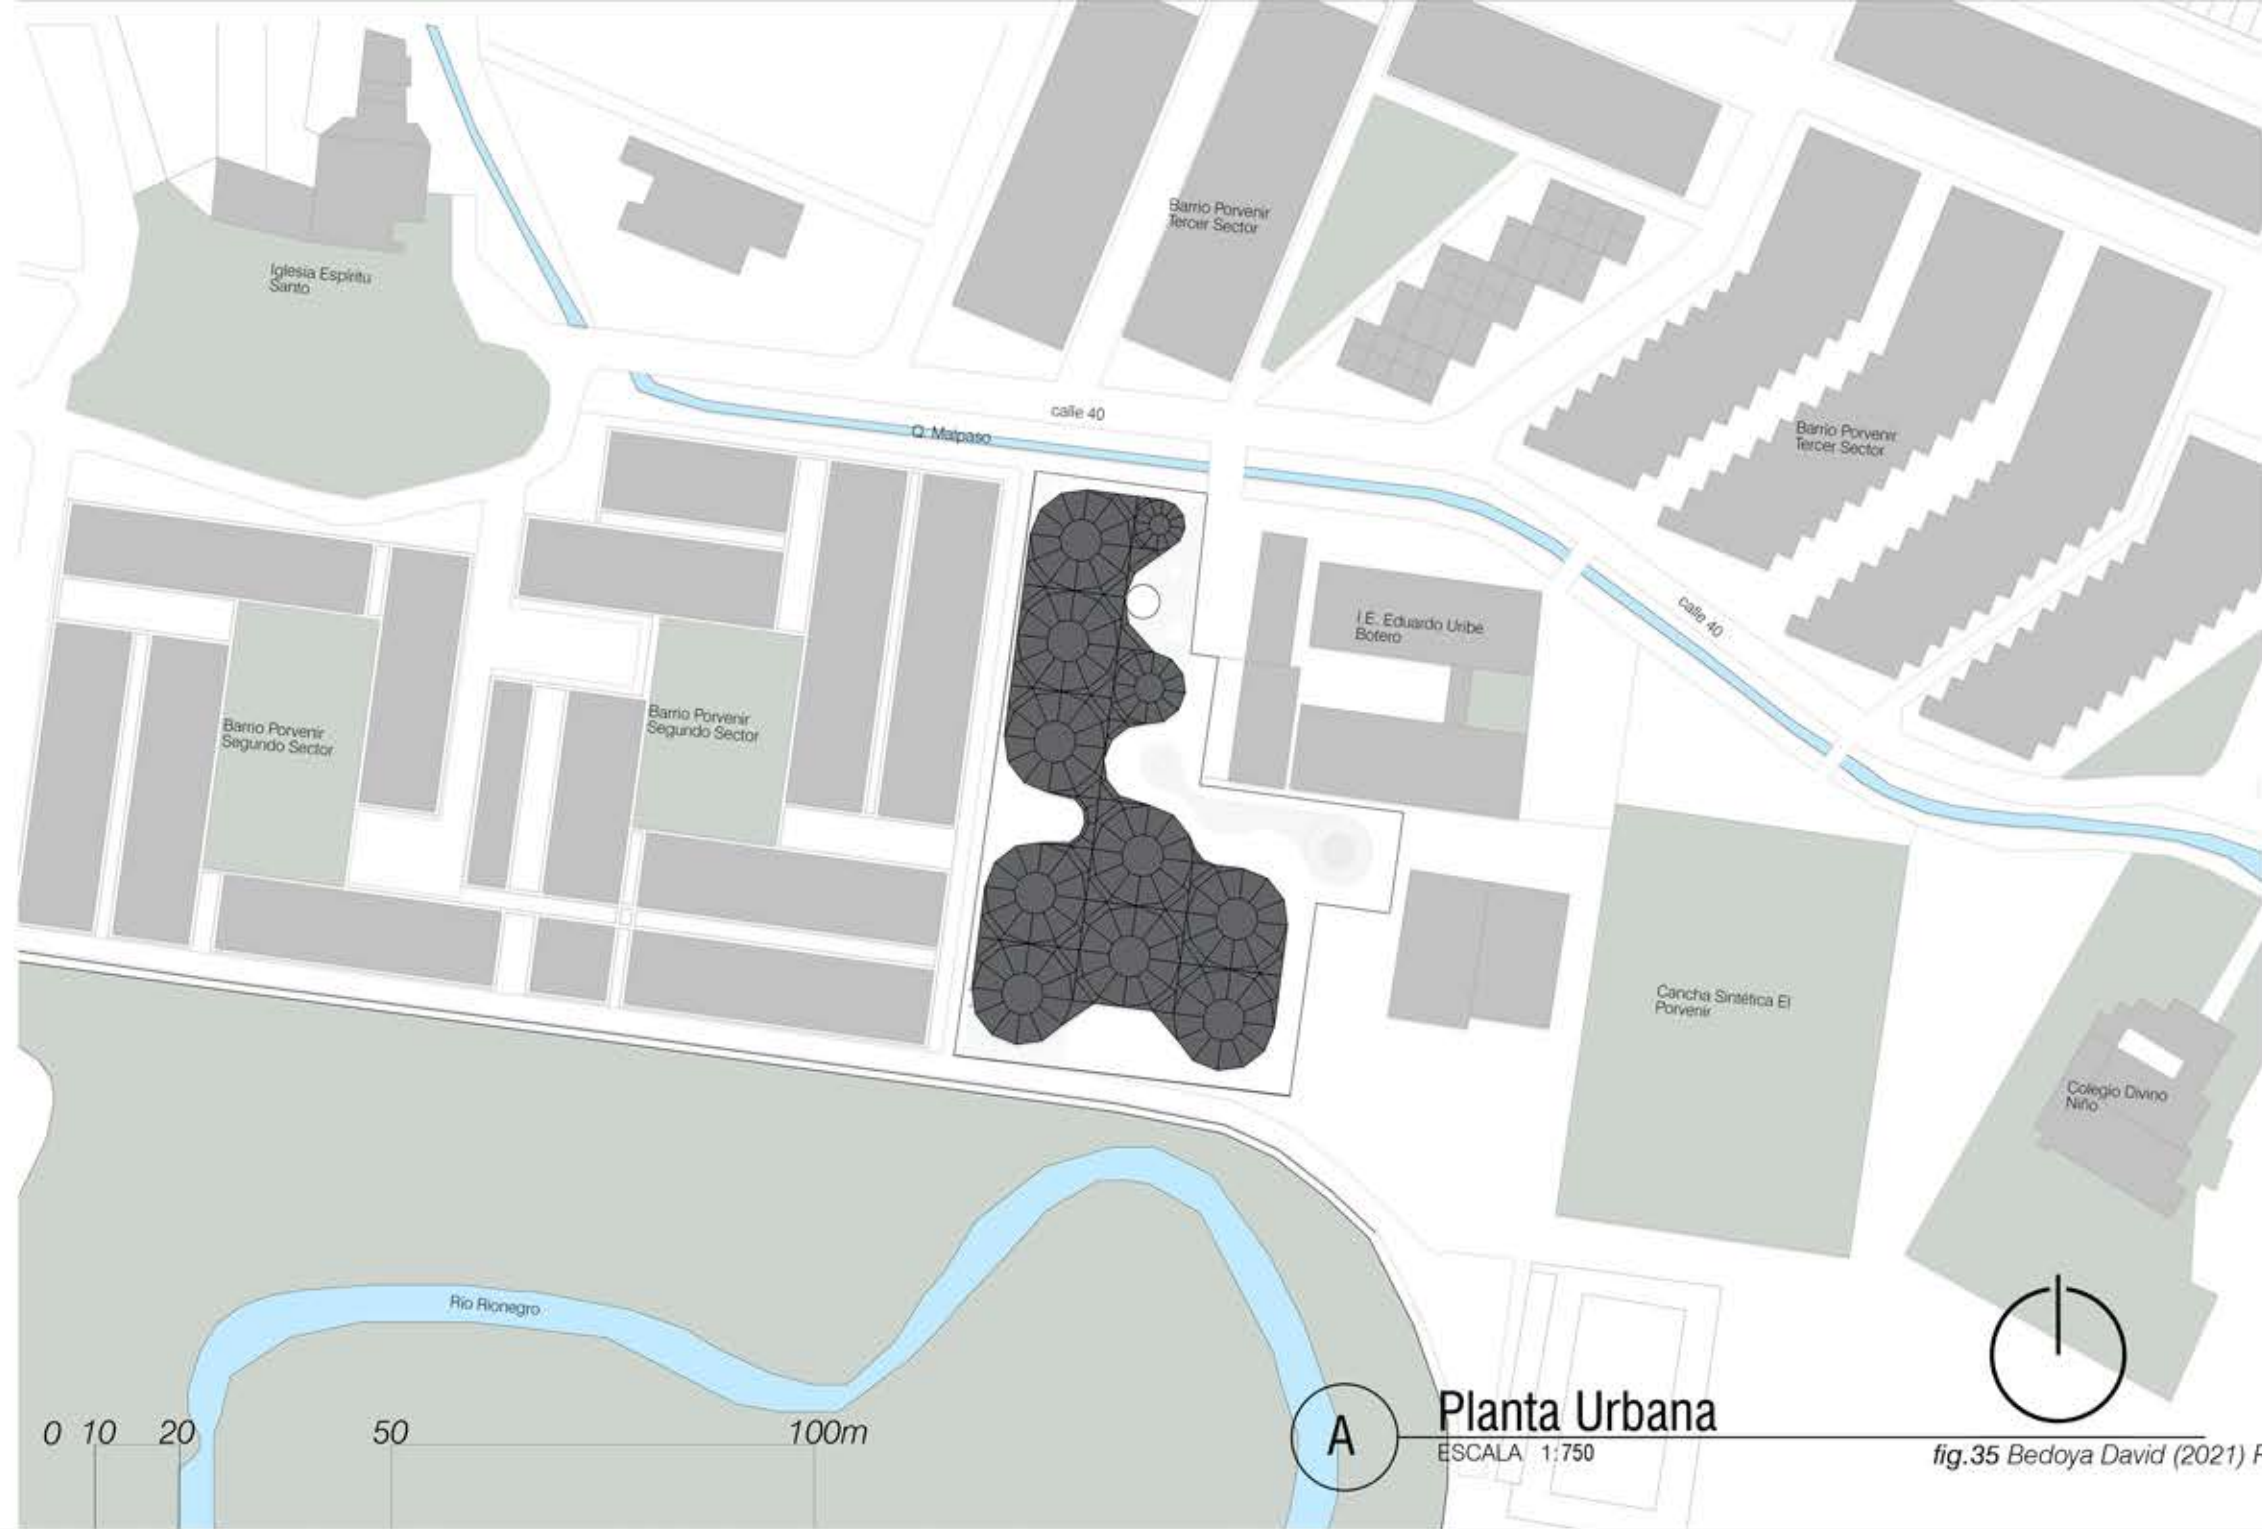 Barrio Porvenir
Tercer Sector
Iglesia Espiritu
Santo
calle 40
Q. Malpaso
Barrio Porvenir
Tercer Sector
calle 40
I.E. Eduardo Uribe
Botero
Barrio Porvenir
Segundo Sector
Barrio Porvenir
Segundo Sector
Cancha Sintética El
Porvenir
Colegio Divino
Niño
Río Rionegro
0 10 20 50 100m
A
Planta Urbana
ESCALA 1:750
fig.35 Bedoya David (2021)